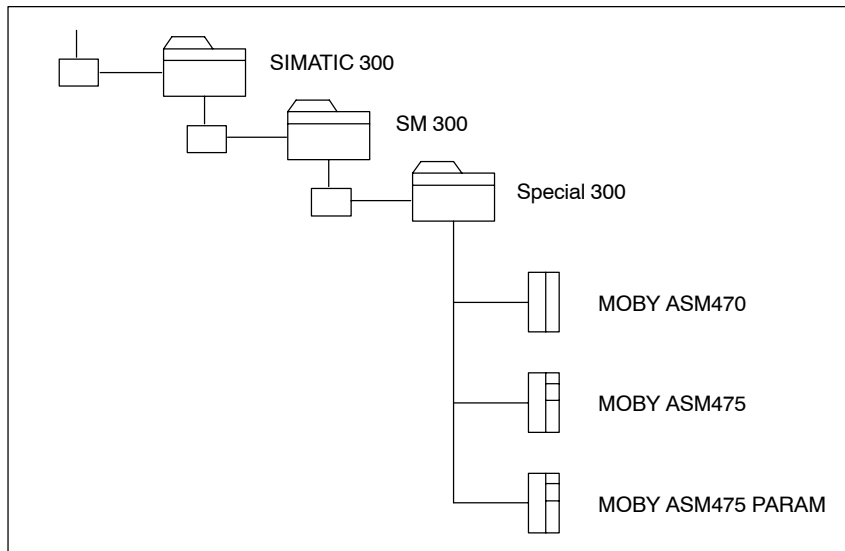 SIMATIC 300
SM 300
Special 300
MOBY ASM470
MOBY ASM475
MOBY ASM475 PARAM